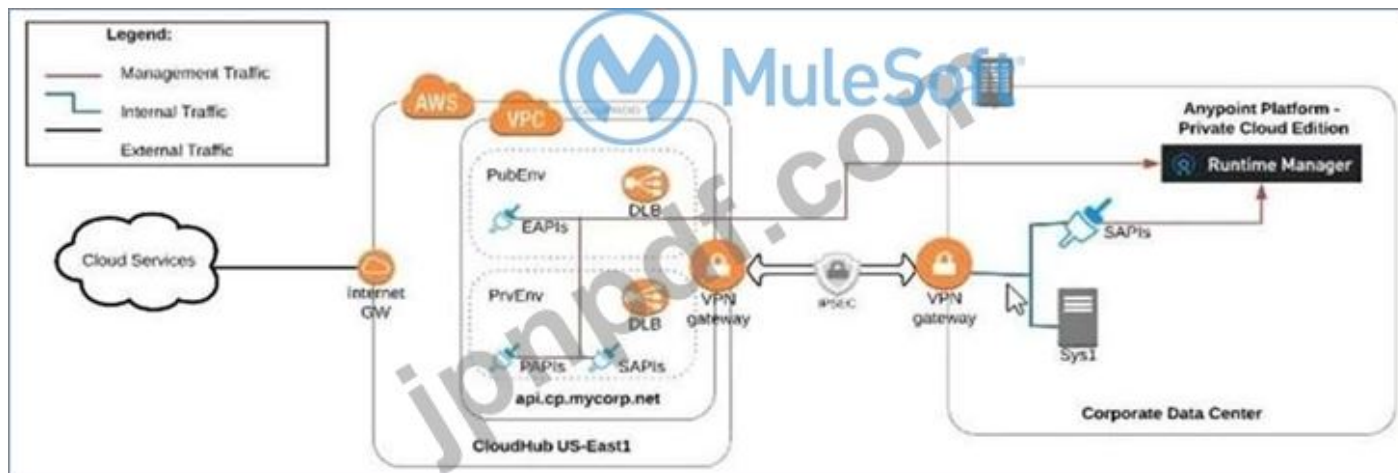 Legend:
Management Traffic
Internal Traffic
External Traffic
Cloud Services
Internet
GW
AWS
VPC
PubEnv
DLB
EAPIs
PrvEnv
DLB
PAPIs
SAPIs
api.cp.mycorp.net
CloudHub US-East1
VPN
gateway
IPSEC
VPN
gateway
MuleSoft
Anypoint Platform -
Private Cloud Edition
Runtime Manager
SAPIs
Sys1
Corporate Data Center
jpnpdf.com